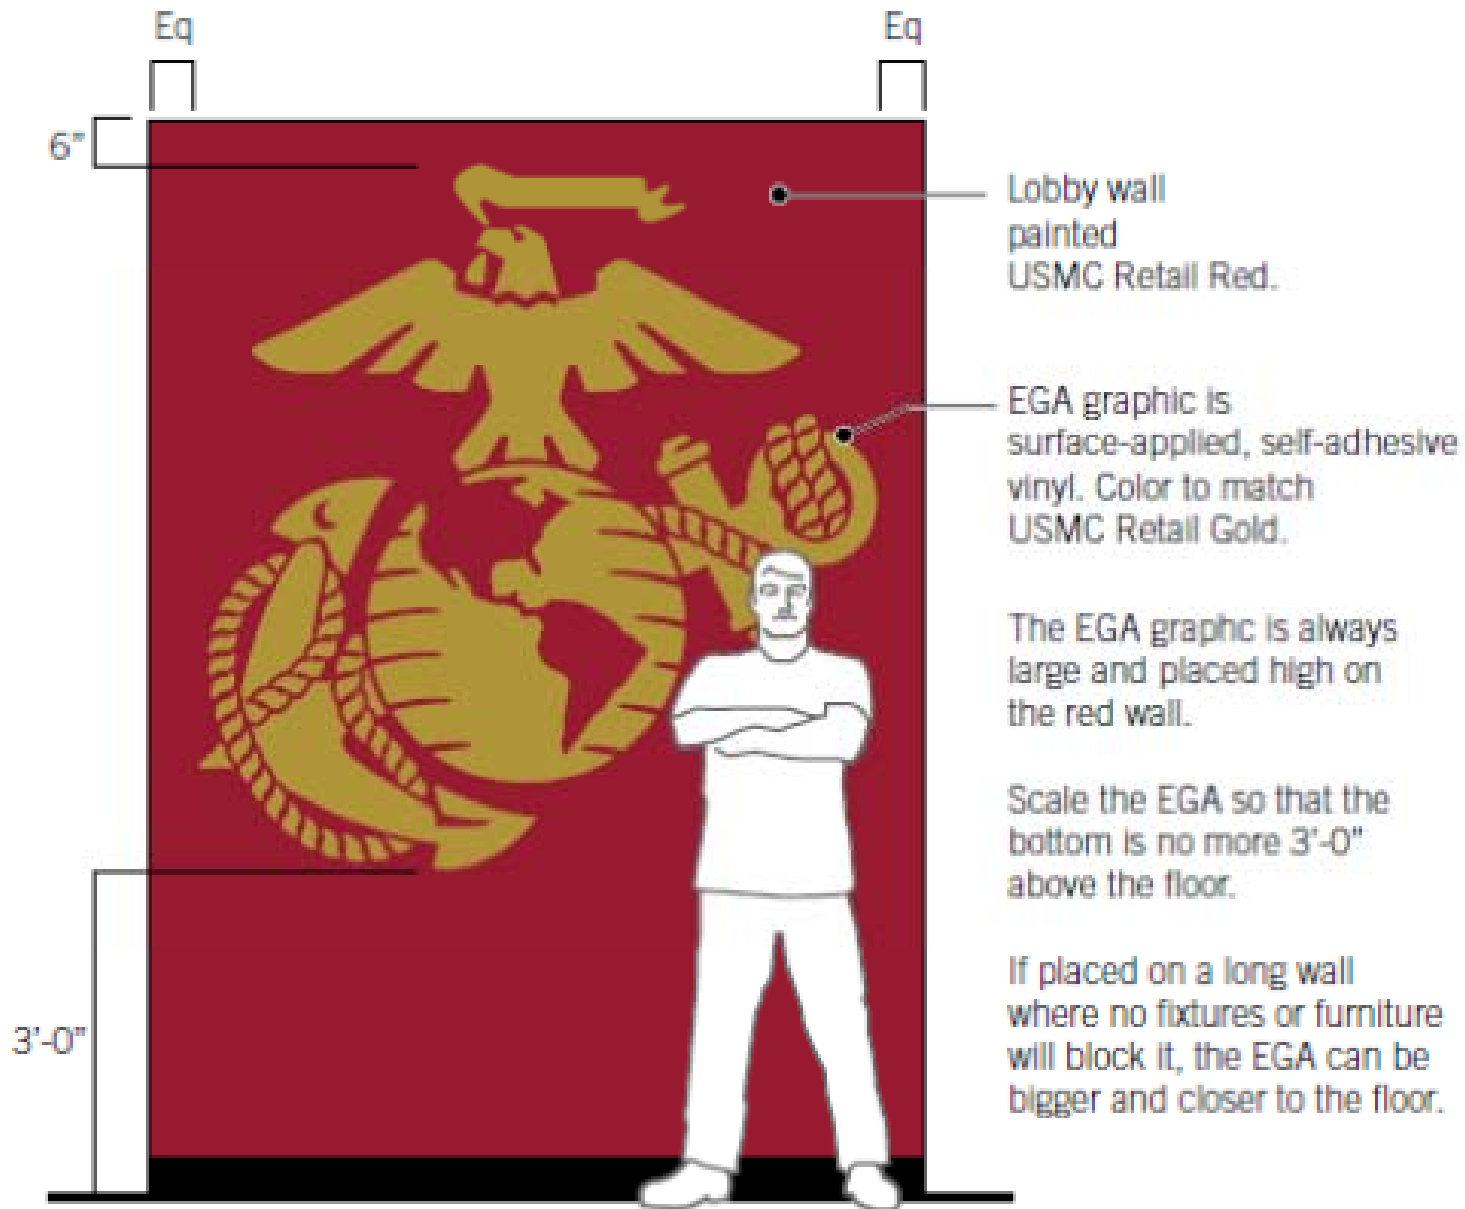 Eq
Eq
6”
Lobby wall
painted
USMC Retail Red.
EGA graphic is
surface-applied, self-adhesive
vinyl. Color to match
USMC Retail Gold.
The EGA graphc is always
large and placed high on
the red wall.
Scale the EGA so that the
bottom is no more 3'-0”
above the floor.
If placed on a long wall
where no fixtures or furniture
will block it, the EGA can be
bigger and closer to the floor.
3'-0”